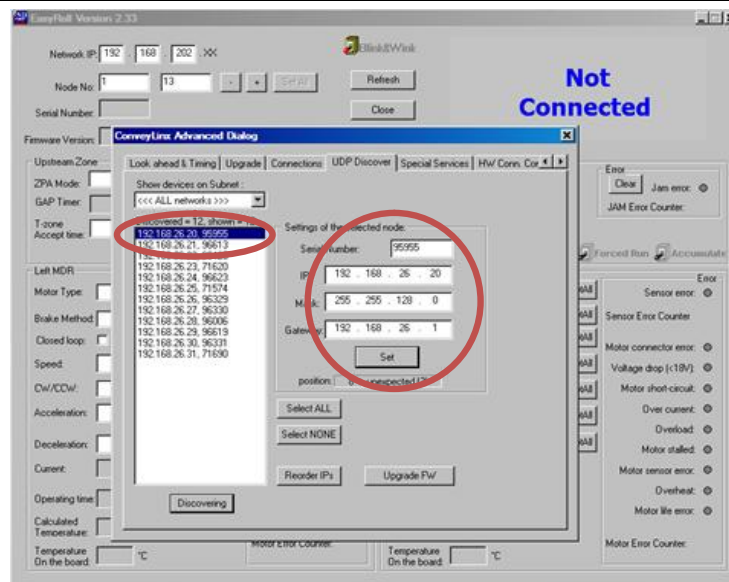 EasyRoll Version 2.33
Network IP: 192 . 168 . 202 .XX
Blink&Wink
Node No: 1 13 - + Set All
Refresh
Not Connected
Serial Number:
Close
Firmware Version:
ConveyLinx Advanced Dialog
Look ahead & Timing Upgrade Connections UDP Discover Special Services HW Conn.
Upstream Zone
ZPA Mode:
GAP Timer:
T-zone
Accept time:
Show devices on Subnet :
<<< ALL networks >>>
Discovered = 12, shown =
192.168.26.20, 95955
192.168.26.21, 96613
192.168.26.23, 71620
192.168.26.24, 96623
192.168.26.25, 71574
192.168.26.26, 96329
192.168.26.27, 96330
192.168.26.28, 96006
192.168.26.29, 96619
192.168.26.30, 96331
192.168.26.31, 71690
Settings of the selected node:
Serial Number: 95955
IP: 192 . 168 . 26 . 20
Mask: 255 . 255 . 128 . 0
Gateway: 192 . 168 . 26 . 1
Set
position:
Select ALL
Select NONE
Reorder IPs
Upgrade FW
Discovering
Error
Clear
Jam error:
JAM Error Counter:
Forced Run
Accumulate
Left MDR
Motor Type:
Brake Method:
Closed loop:
Speed:
CW/CCW:
Acceleration:
Deceleration:
Current:
Operating time:
Calculated
Temperature:
Temperature
On the board:
°C
Motor Error Counter:
Temperature
On the board:
°C
Error
Sensor error:
Sensor Error Counter
Motor connector error:
Voltage drop (<18V):
Motor short-circuit:
Over current:
Overload:
Motor stalled:
Motor sensor error:
Overheat:
Motor life error:
Motor Error Counter: